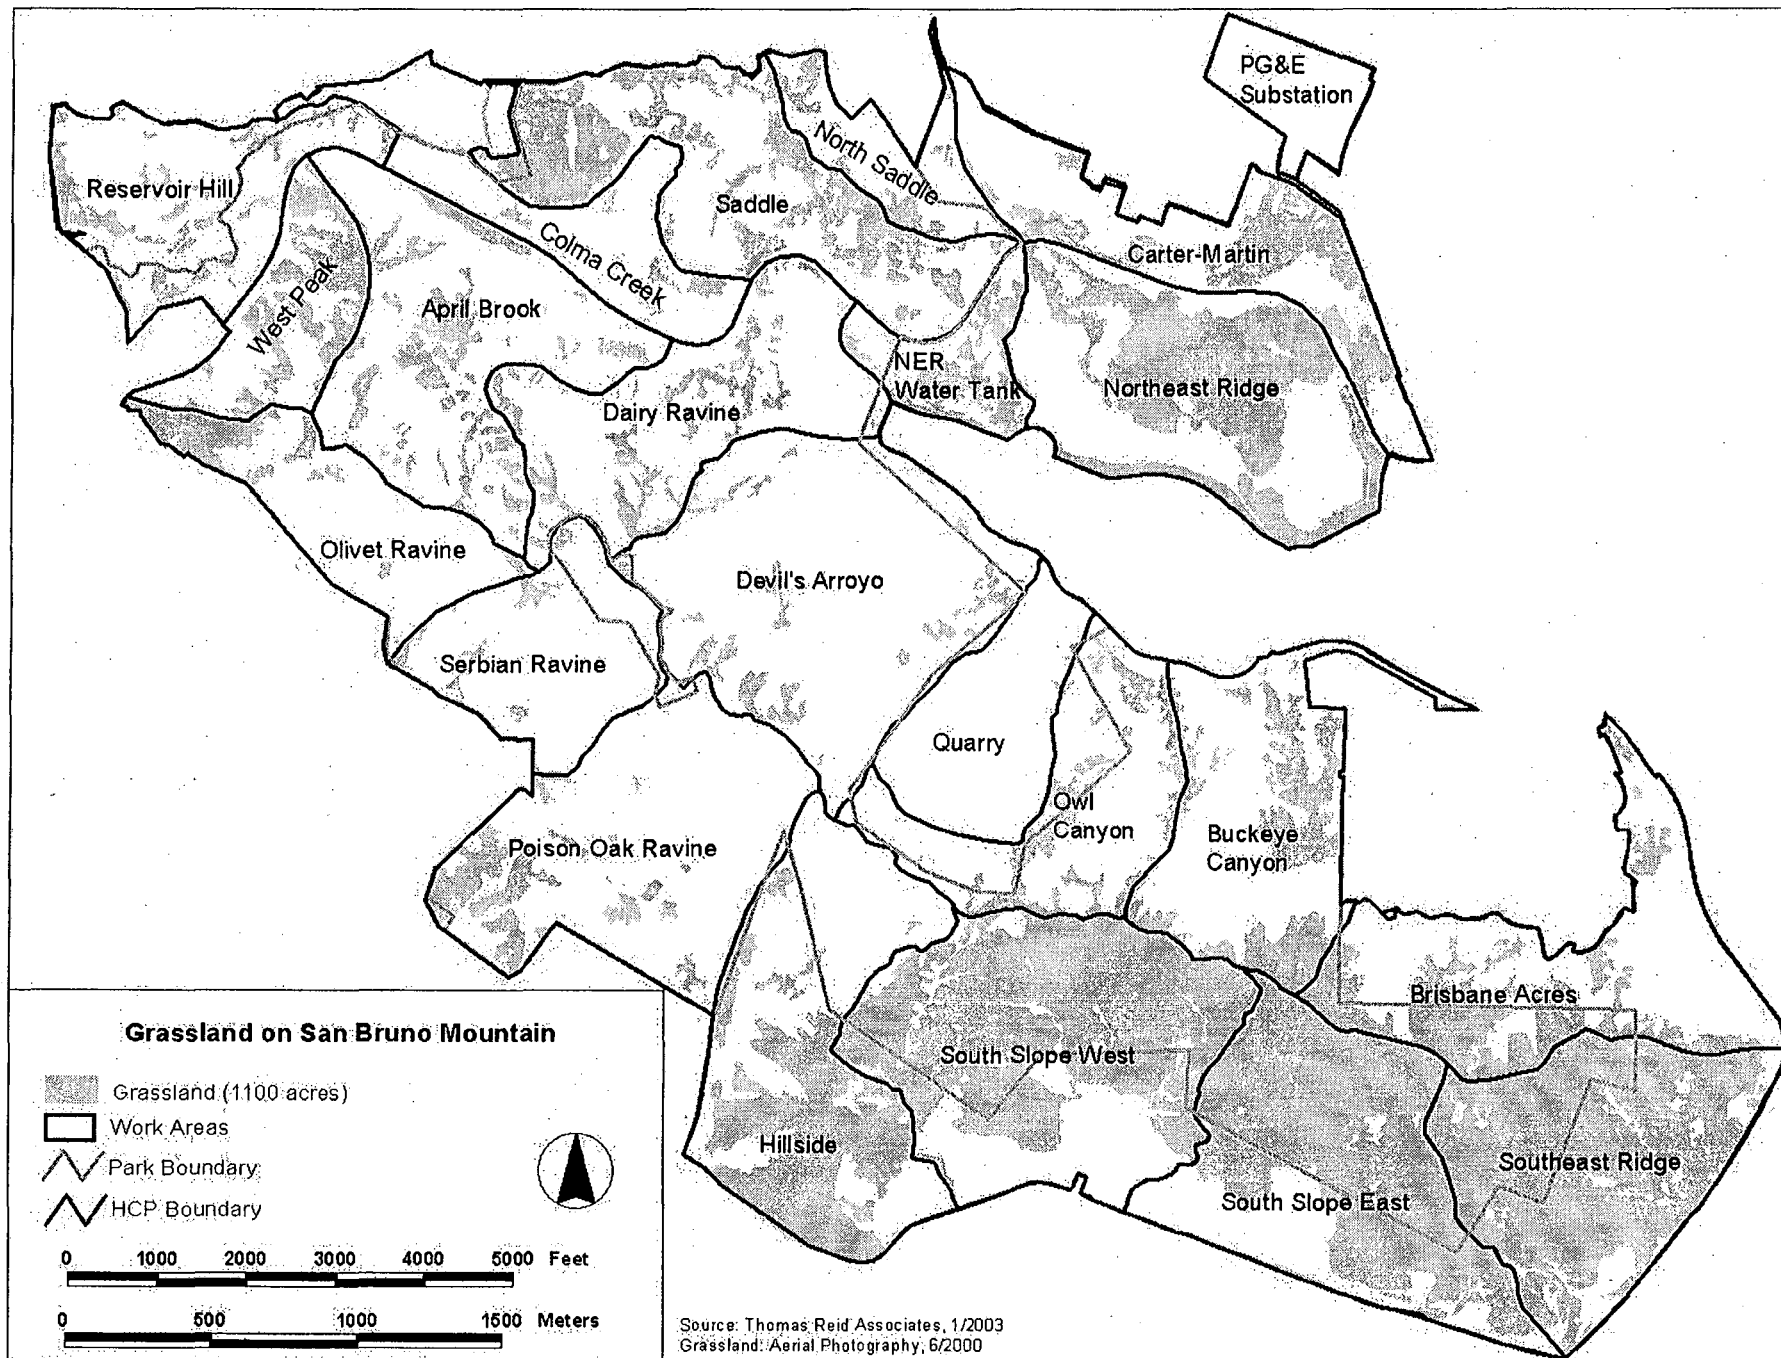 PG&E
Substation
North Saddle
Reservoir Hill
Saddle
Colma Creek
Carter-Martin
West Peak
April Brook
NER
Water Tank
Northeast Ridge
Dairy Ravine
Olivet Ravine
Devil's Arroyo
Serbian Ravine
Quarry
Owl
Canyon
Buckeye
Canyon
Poison Oak Ravine
Brisbane Acres
South Slope West
Hillside
Southeast Ridge
South Slope East
Grassland on San Bruno Mountain
Grassland (1100 acres)
Work Areas
Park Boundary
HCP Boundary
0 1000 2000 3000 4000 5000 Feet
0 500 1000 1500 Meters
Source: Thomas Reid Associates, 1/2003
Grassland: Aerial Photography, 6/2000